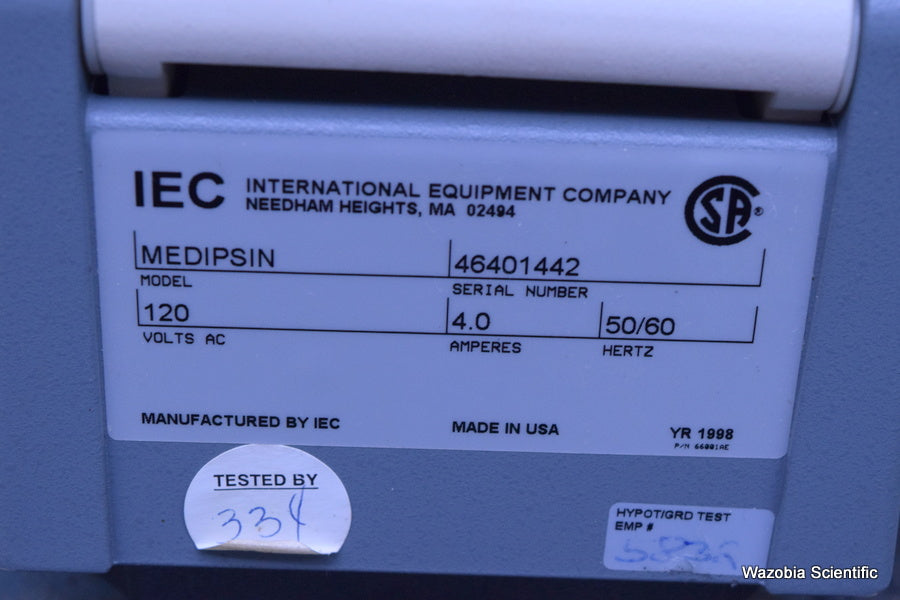 IEC INTERNATIONAL EQUIPMENT COMPANY
NEEDHAM HEIGHTS, MA 02494
CSA®
MEDIPSIN 46401442
MODEL SERIAL NUMBER
120 4.0 50/60
VOLTS AC AMPERES HERTZ
MANUFACTURED BY IEC MADE IN USA YR 1998
P/N 66001AE
TESTED BY
334
HYPOT/GRD TEST
EMP #
Wazobia Scientific